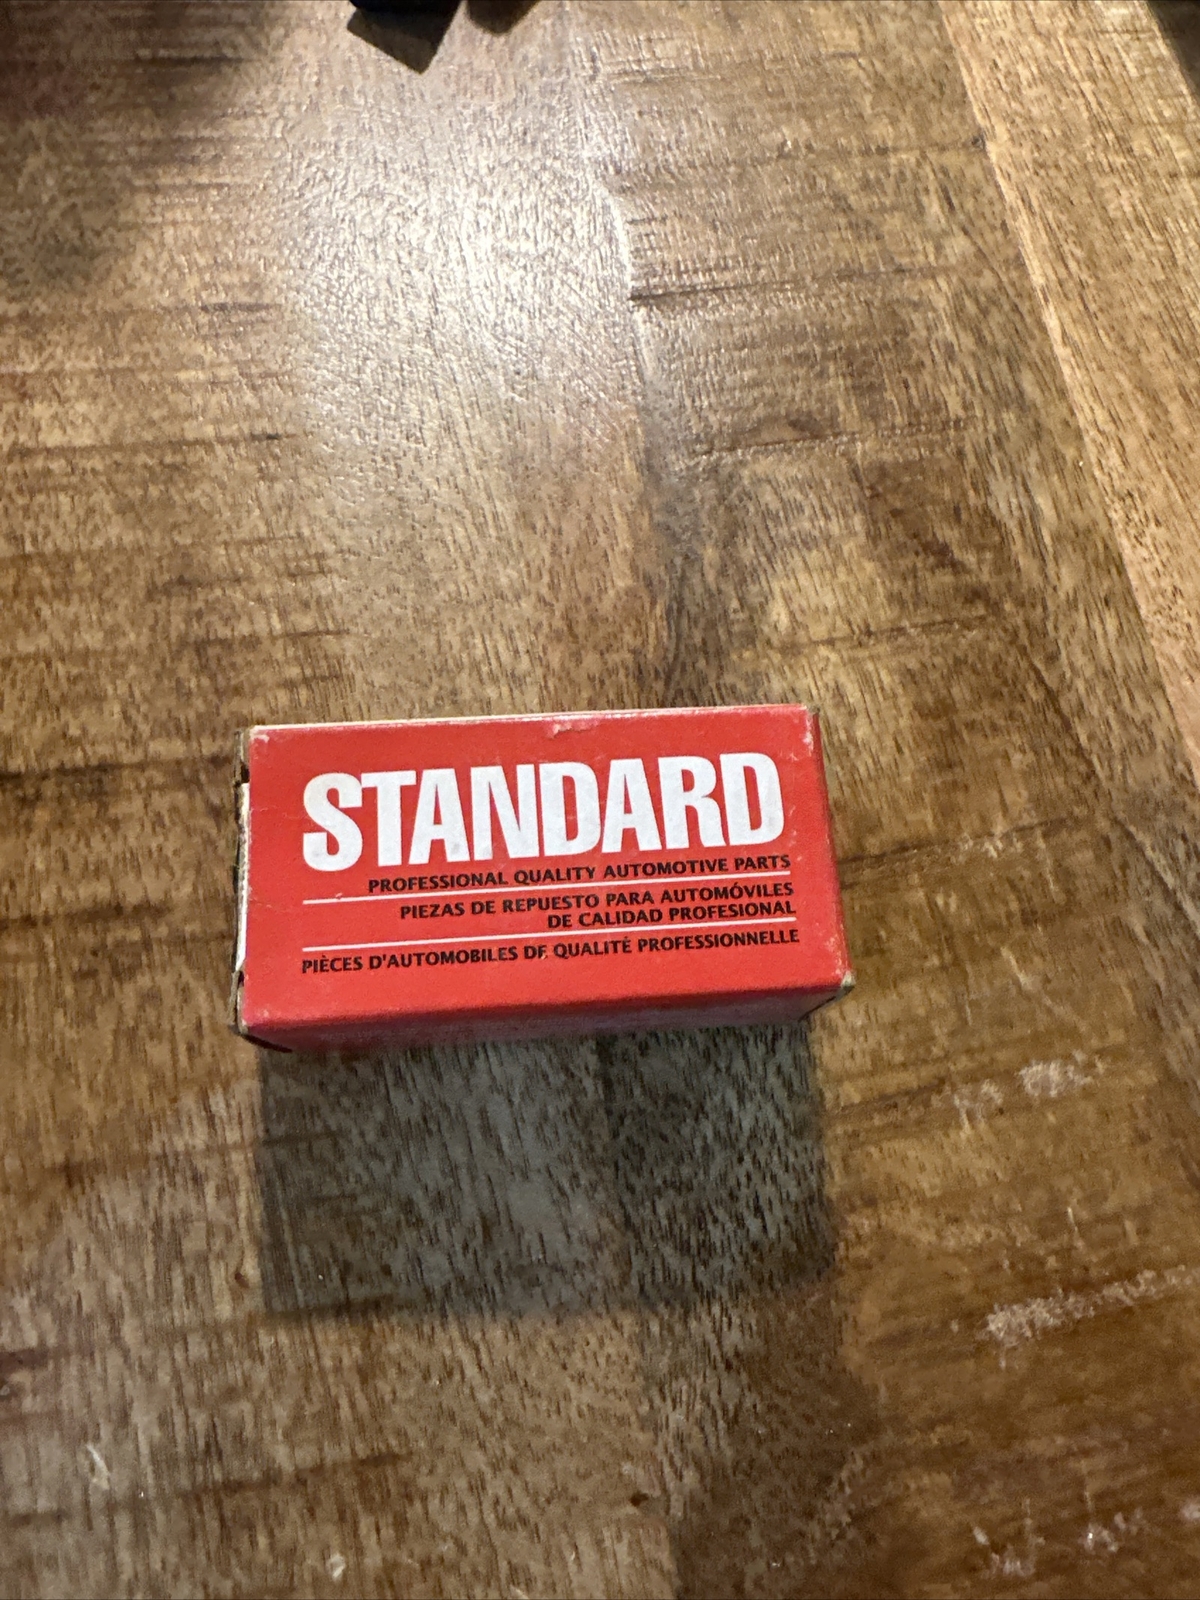 STANDARD
PROFESSIONAL QUALITY AUTOMOTIVE PARTS
PIEZAS DE REPUESTO PARA AUTOMÓVILES
DE CALIDAD PROFESIONAL
PIÈCES D'AUTOMOBILES DE QUALITÉ PROFESSIONNELLE